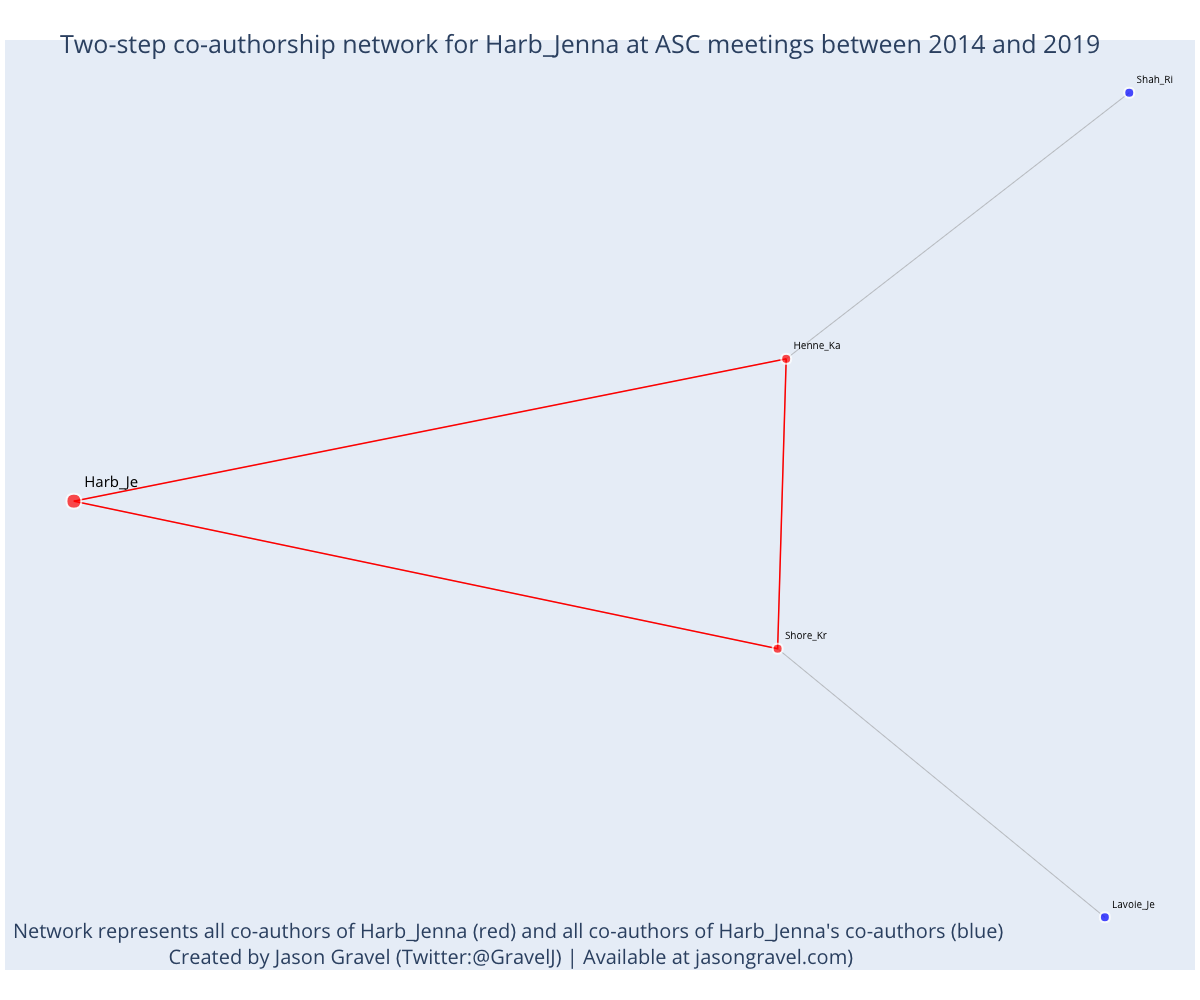 Two-step co-authorship network for Harb_Jenna at ASC meetings between 2014 and 2019
Shah_Ri
Henne_Ka
Harb_Je
Shore_Kr
Lavoie_Je
Network represents all co-authors of Harb_Jenna (red) and all co-authors of Harb_Jenna's co-authors (blue)
Created by Jason Gravel (Twitter:@GravelJ) | Available at jasongravel.com)